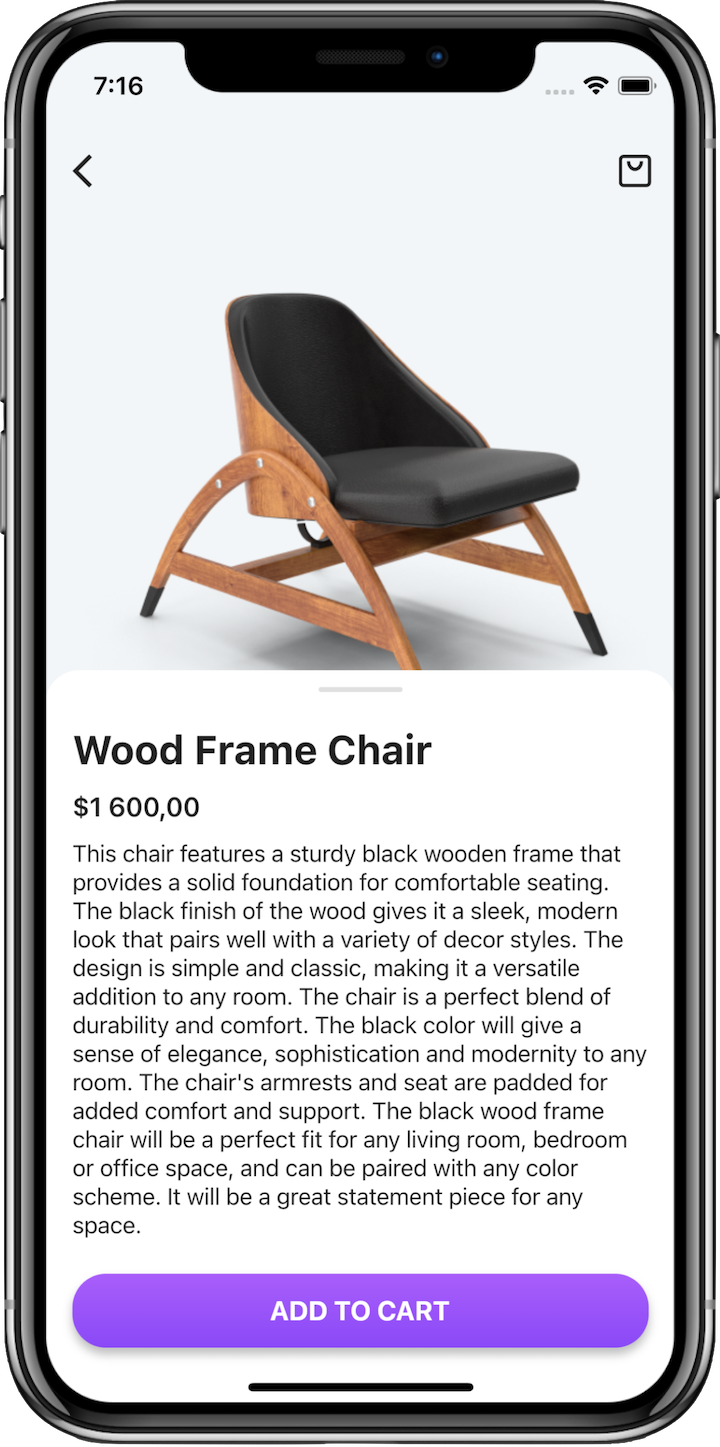 7:16
Wood Frame Chair
$1 600,00
This chair features a sturdy black wooden frame that
provides a solid foundation for comfortable seating.
The black finish of the wood gives it a sleek, modern
look that pairs well with a variety of decor styles. The
design is simple and classic, making it a versatile
addition to any room. The chair is a perfect blend of
durability and comfort. The black color will give a
sense of elegance, sophistication and modernity to any
room. The chair's armrests and seat are padded for
added comfort and support. The black wood frame
chair will be a perfect fit for any living room, bedroom
or office space, and can be paired with any color
scheme. It will be a great statement piece for any
space.
ADD TO CART